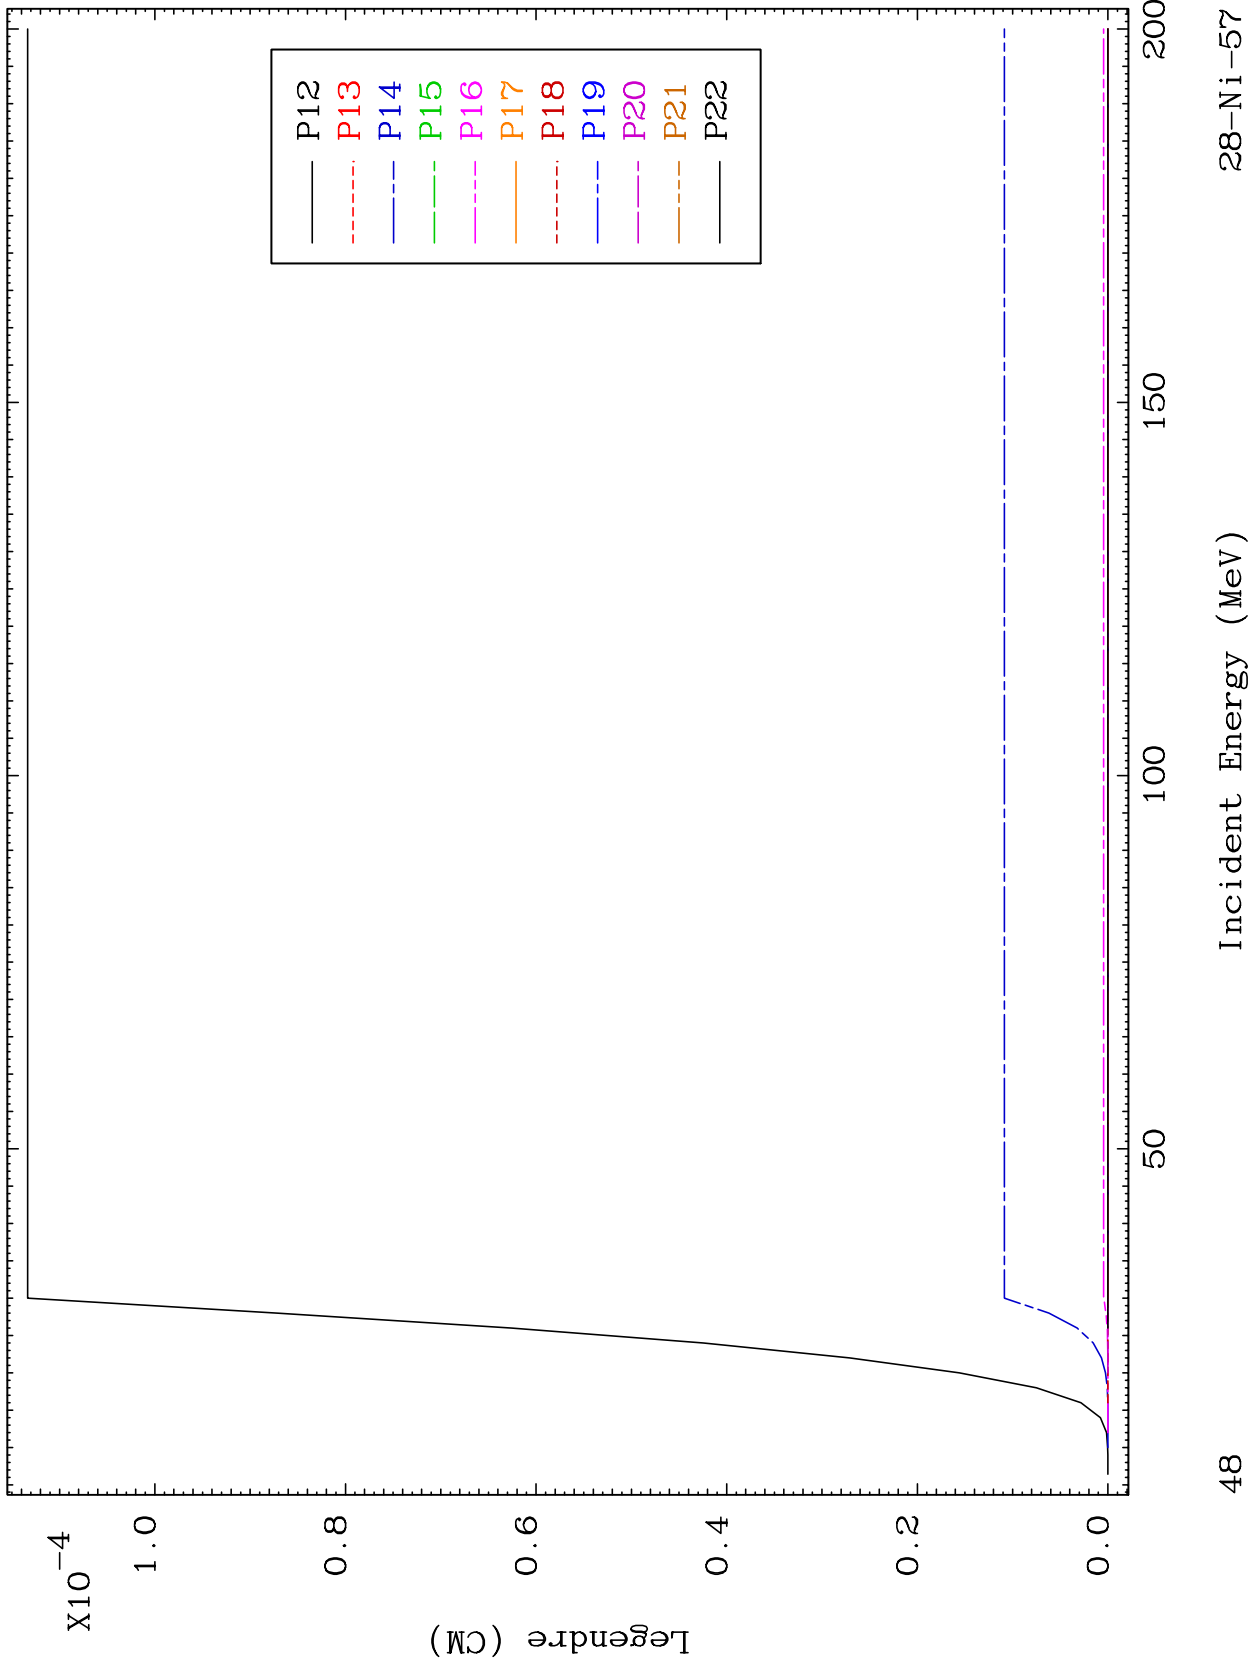 X10-4
1.0
0.8
0.6
0.4
0.2
0.0
Legendre (CM)
P12
P13
P14
P15
P16
P17
P18
P19
P20
P21
P22
50
100
150
200
Incident Energy (MeV)
48
28-Ni-57